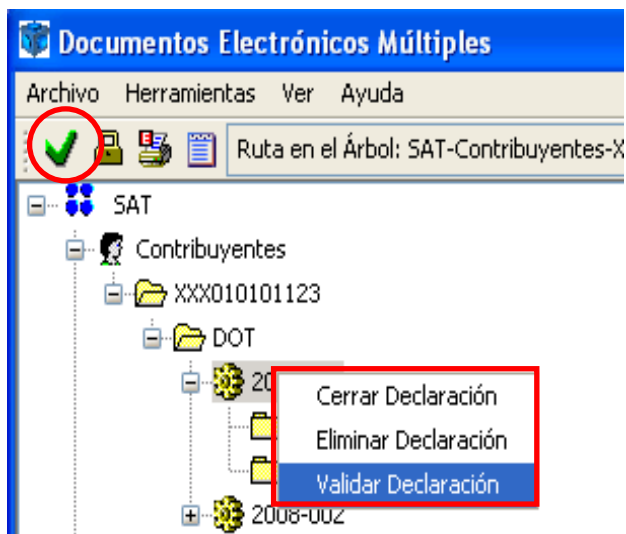 Documentos Electrónicos Múltiples
Archivo Herramientas Ver Ayuda
Ruta en el Árbol: SAT-Contribuyentes-X
SAT
Contribuyentes
XXX010101123
DOT
20
Cerrar Declaración
Eliminar Declaración
Validar Declaración
2008-002